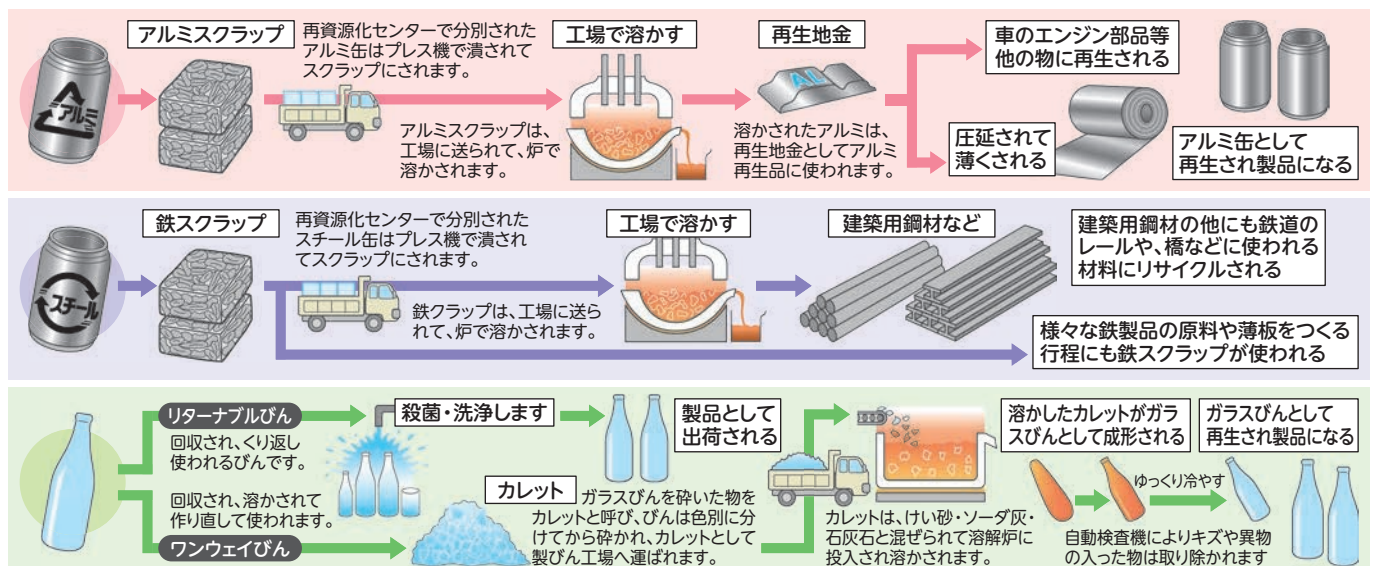 アルミ
アルミスクラップ
再資源化センターで分別された
アルミ缶はプレス機で潰されて
スクラップにされます。
アルミスクラップは、
工場に送られて、炉で
溶かされます。
工場で溶かす
再生地金
AL
溶かされたアルミは、
再生地金としてアルミ
再生品に使われます。
車のエンジン部品等
他の物に再生される
圧延されて
薄くされる
アルミ缶として
再生され製品になる
スチール
鉄スクラップ
再資源化センターで分別された
スチール缶はプレス機で潰され
てスクラップにされます。
鉄クラップは、工場に送ら
れて、炉で溶かされます。
工場で溶かす
建築用鋼材など
建築用鋼材の他にも鉄道の
レールや、橋などに使われる
材料にリサイクルされる
様々な鉄製品の原料や薄板をつくる
行程にも鉄スクラップが使われる
リターナブルびん
回収され、くり返し
使われるびんです。
殺菌・洗浄します
製品として
出荷される
回収され、溶かされて
作り直して使われます。
ワンウェイびん
カレット
ガラスびんを砕いた物を
カレットと呼び、びんは色別に分
けてから砕かれ、カレットとして
製びん工場へ運ばれます。
カレットは、けい砂・ソーダ灰・
石灰石と混ぜられて溶解炉に
投入され溶かされます。
溶かしたカレットがガラ
スびんとして成形される
ゆっくり冷やす
ガラスびんとして
再生され製品になる
自動検査機によりキズや異物
の入った物は取り除かれます